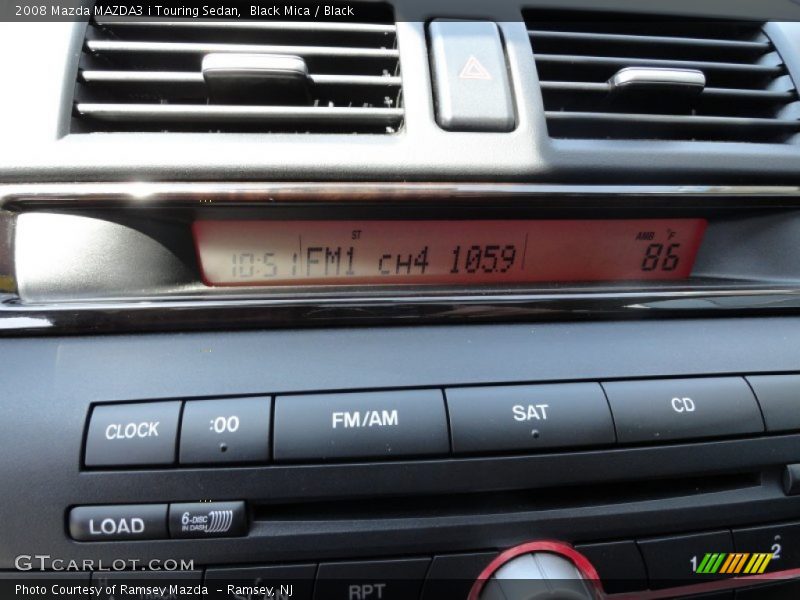 2008 Mazda MAZDA3 i Touring Sedan, Black Mica / Black
ST
AMB °F
10:51 FM1 CH4 105.9 86
CLOCK :00 FM/AM SAT CD
LOAD 6-DISC IN DASH
GTCARLOT.COM
RPT
1 2
Photo Courtesy of Ramsey Mazda - Ramsey, NJ